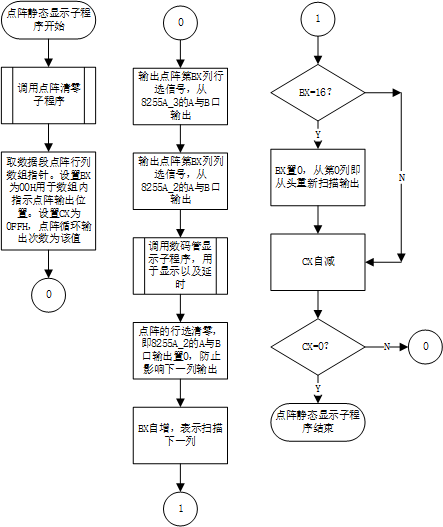 点阵静态显示子程
序开始
调用点阵清零
子程序
取数据段点阵行列
数组指针。设置BX
为00H用于数组内
指示点阵输出位
置。设置CX为
0FFH，点阵循环输
出次数为该值
0
0
输出点阵第BX列行
选信号，从
8255A_3的A与B口
输出
输出点阵第BX列列
选信号，从
8255A_2的A与B口
输出
调用数码管显
示子程序，用
于显示以及延
时
点阵的行选清零，
即8255A_2的A与B
口输出置0，防止
影响下一列输出
BX自增，表示扫描
下一列
1
1
BX=16？
Y
N
BX置0，从第0列即
从头重新扫描输出
CX自减
CX=0？
N
0
Y
点阵静态显示子程
序结束